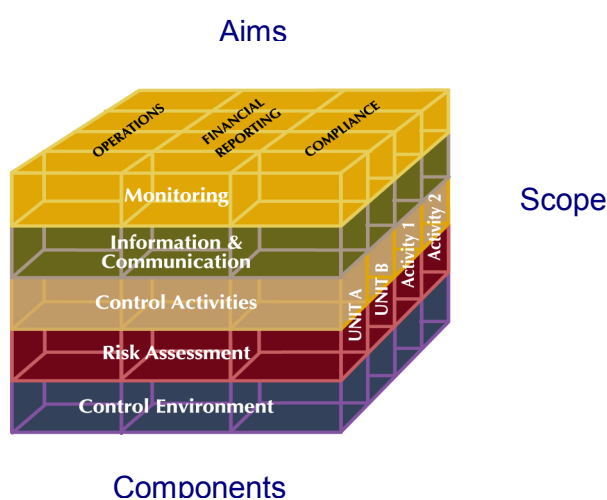 Aims
OPERATIONS
FINANCIAL
REPORTING
COMPLIANCE
Monitoring
Information &
Communication
Control Activities
Risk Assessment
Control Environment
UNIT A
UNIT B
Activity 1
Activity 2
Scope
Components